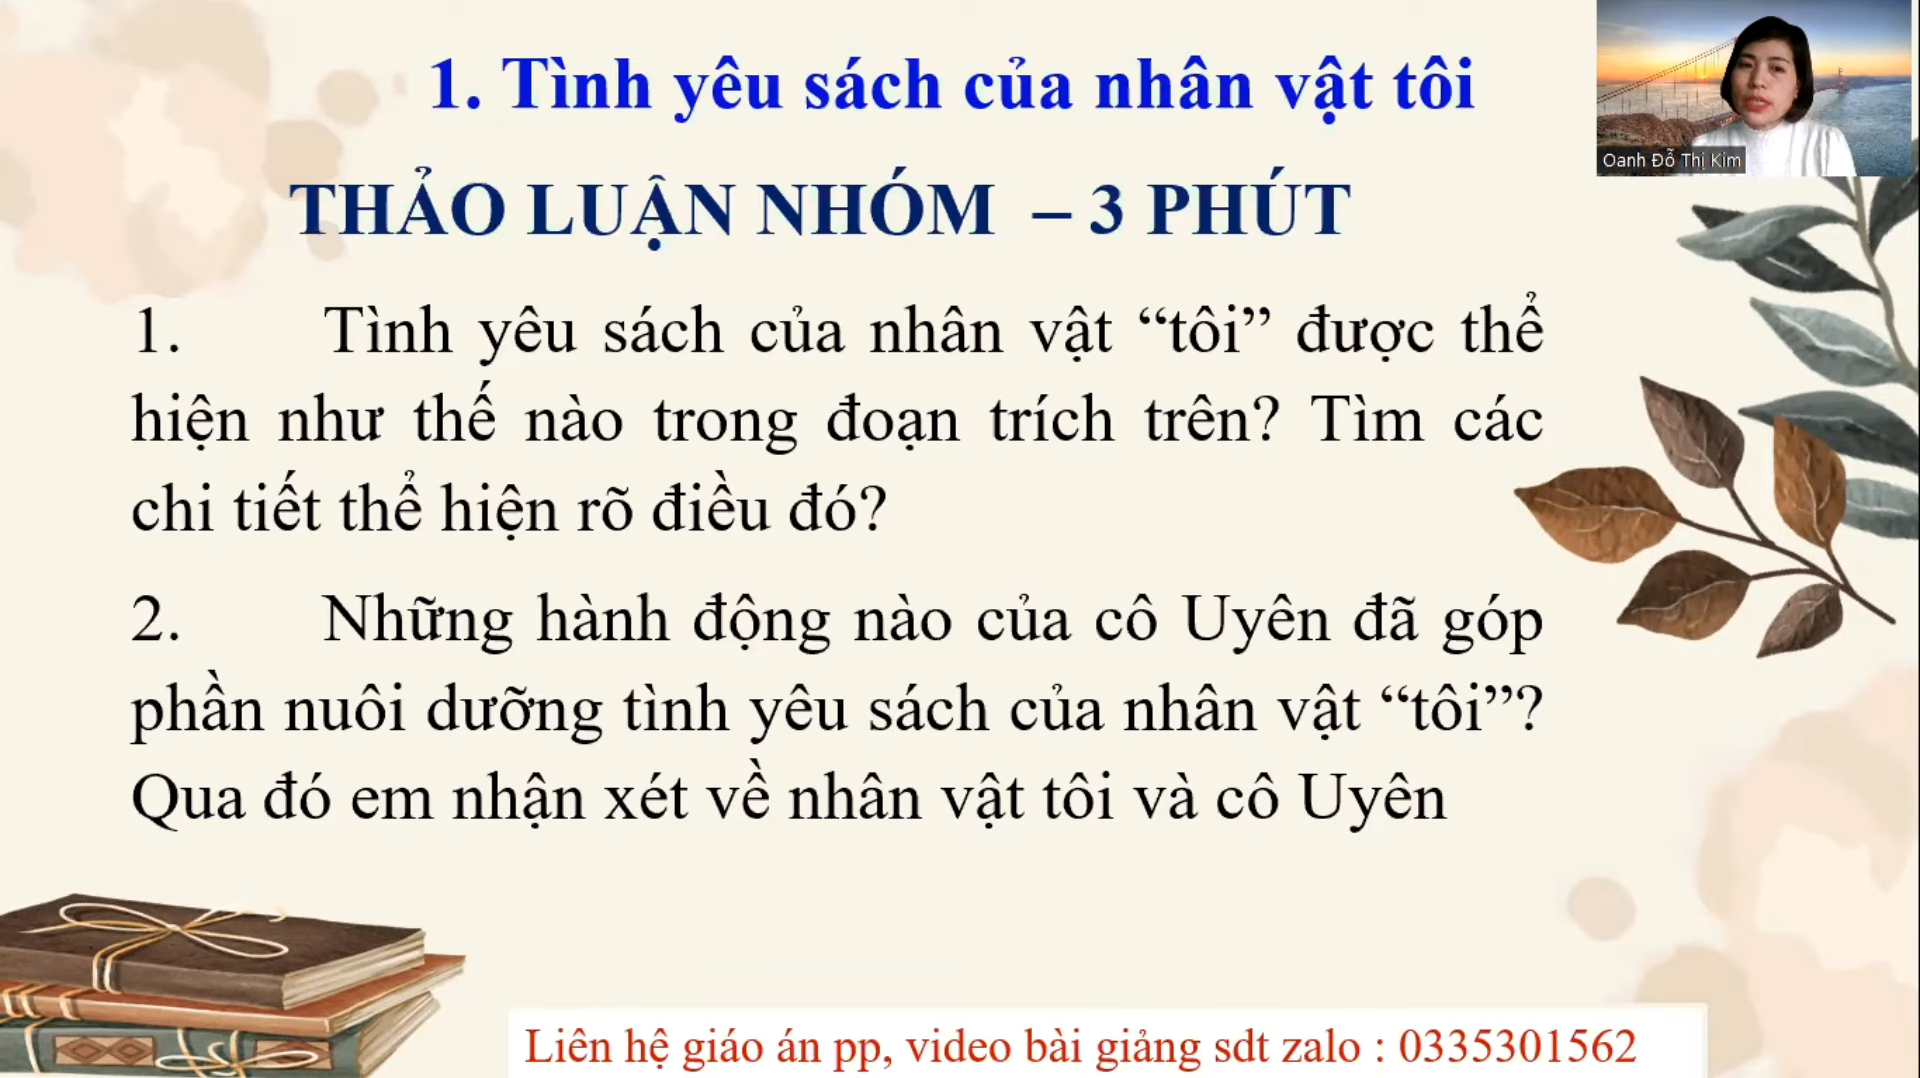 1. Tình yêu sách của nhân vật tôi
Oanh Đỗ Thị Kim
THẢO LUẬN NHÓM – 3 PHÚT
1. Tình yêu sách của nhân vật “tôi” được thể
hiện như thế nào trong đoạn trích trên? Tìm các
chi tiết thể hiện rõ điều đó?
2. Những hành động nào của cô Uyên đã góp
phần nuôi dưỡng tình yêu sách của nhân vật “tôi”?
Qua đó em nhận xét về nhân vật tôi và cô Uyên
Liên hệ giáo án pp, video bài giảng sdt zalo : 0335301562